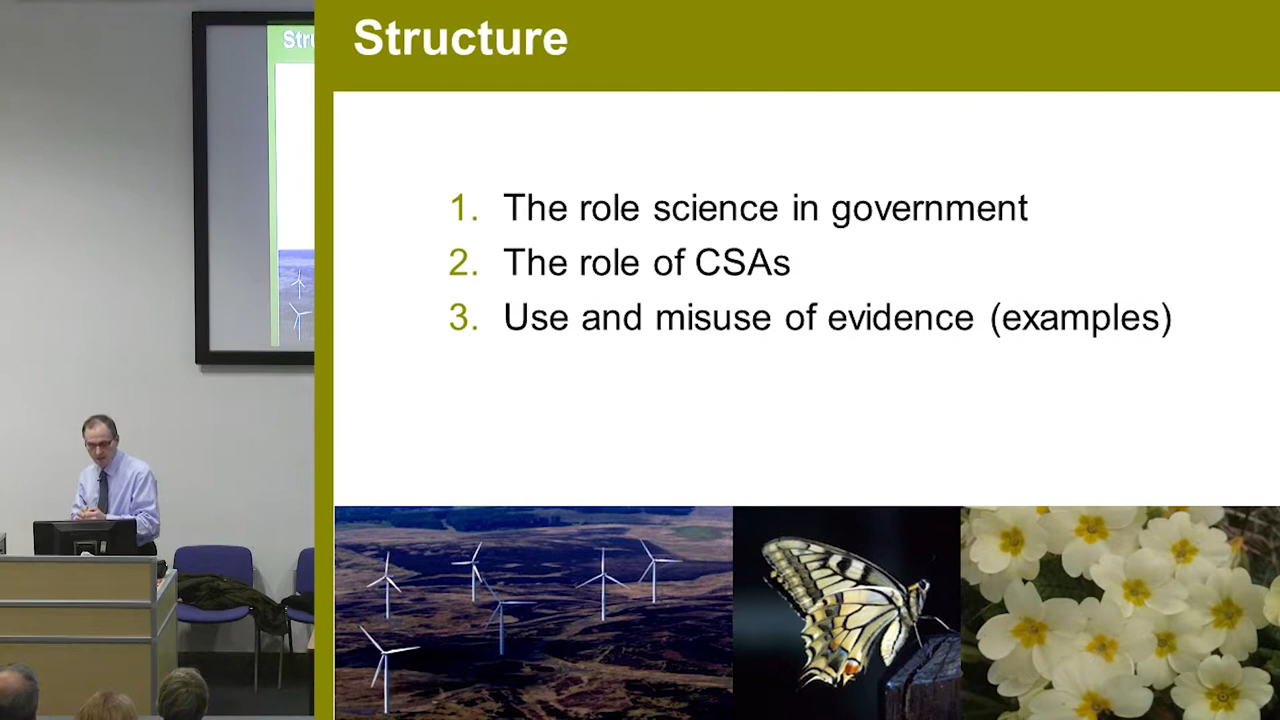 Structure
1. The role science in government
2. The role of CSAs
3. Use and misuse of evidence (examples)
Stru